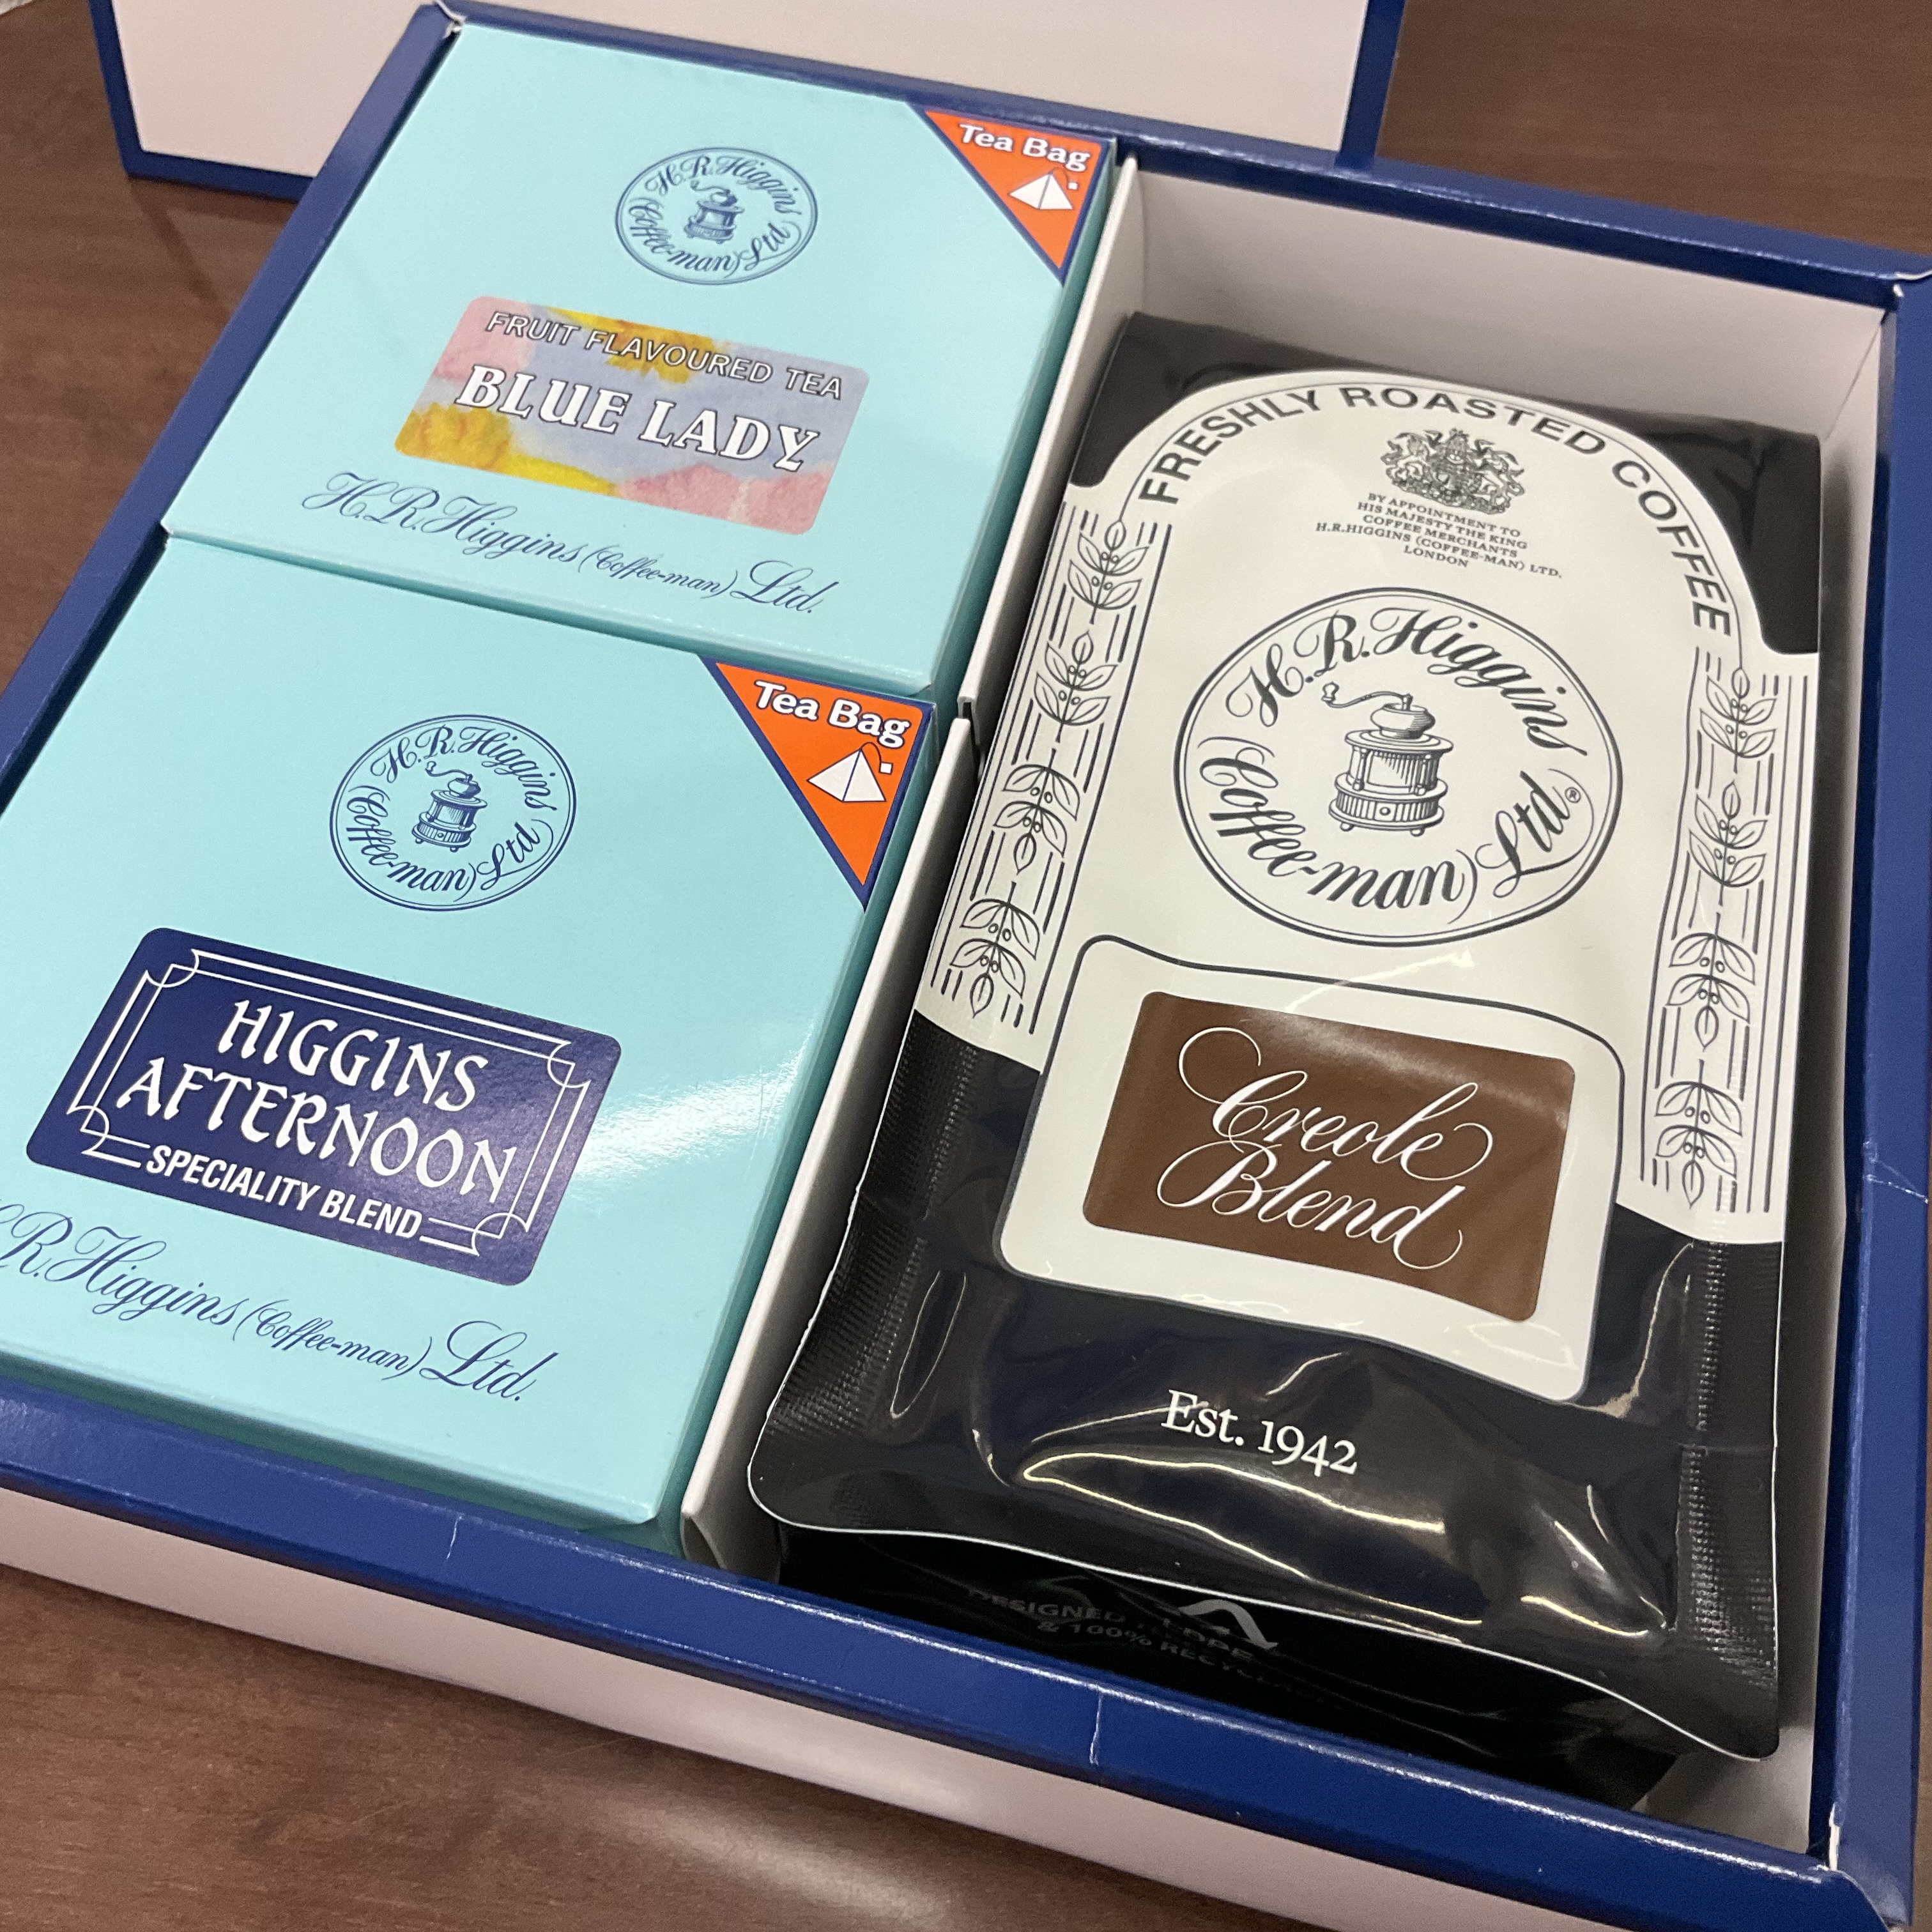 H.R.Higgins
(Coffee-man) Ltd
Tea Bag
FRUIT FLAVOURED TEA
BLUE LADY
H.R.Higgins (Coffee-man) Ltd.
H.R.Higgins
(Coffee-man) Ltd
Tea Bag
HIGGINS
AFTERNOON
SPECIALITY BLEND
R.Higgins (Coffee-man) Ltd.
FRESHLY ROASTED COFFEE
BY APPOINTMENT TO
HIS MAJESTY THE KING
COFFEE MERCHANTS
H.R.HIGGINS (COFFEE-MAN) LTD.
LONDON
H.R.Higgins
(Coffee-man) Ltd®
Creole
Blend
Est. 1942
DESIGNED
& 100%